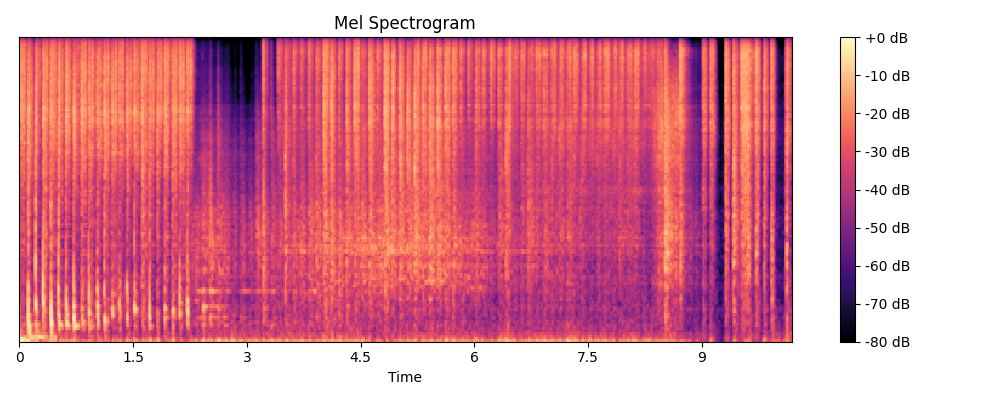 Mel Spectrogram
+0 dB
-10 dB
-20 dB
-30 dB
-40 dB
-50 dB
-60 dB
-70 dB
-80 dB
0 1.5 3 4.5 6 7.5 9
Time